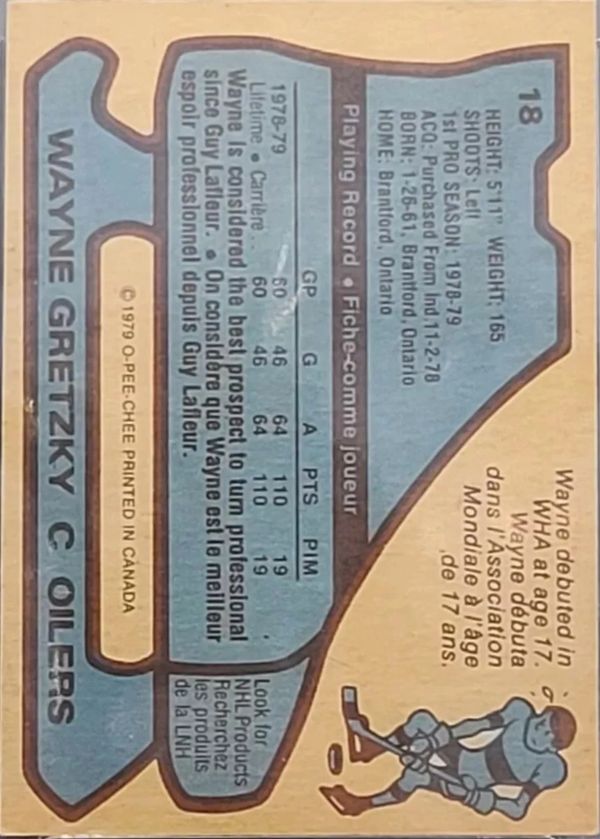 18
HEIGHT: 5'11" WEIGHT: 165
SHOOTS: Left
1st PRO SEASON: 1978-79
ACQ: Purchased From Ind, 11-2-78
BORN: 1-26-61, Brantford, Ontario
HOME: Brantford, Ontario
Wayne debuted in
WHA at age 17.
Wayne débuta
dans l'Association
Mondiale à l'âge
de 17 ans.
Playing Record • Fiche-comme joueur
GP G A PTS PIM
1978-79 60 46 64 110 19
Lifetime • Carrière .. 60 46 64 110 19
Wayne is considered the best prospect to turn professional
since Guy Lafleur. • On considère que Wayne est le meilleur
espoir professionnel depuis Guy Lafleur.
Look for
NHL Products
Recherchez
les produits
de la LNH
© 1979 O-PEE-CHEE PRINTED IN CANADA
WAYNE GRETZKY C OILERS